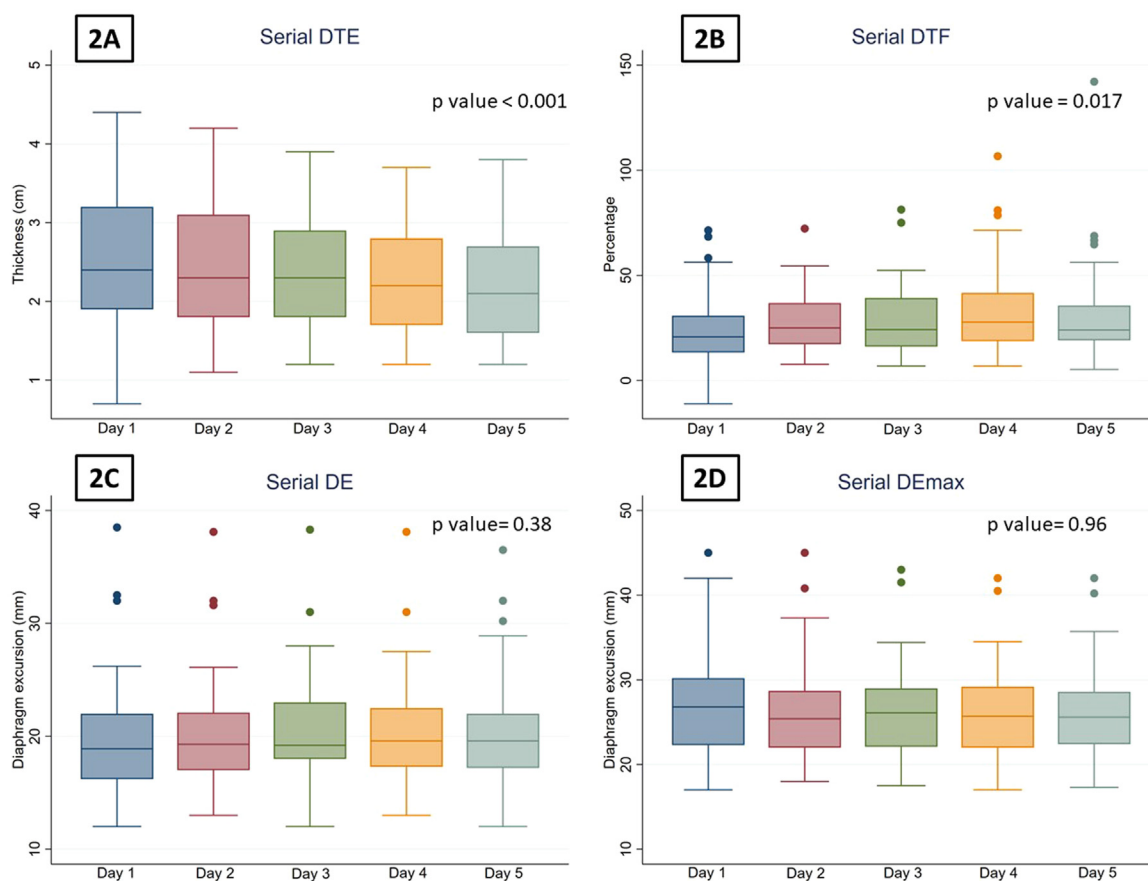 2A
Serial DTE
p value < 0.001
Thickness (cm)
5
4
3
2
1
Day 1 Day 2 Day 3 Day 4 Day 5
2B
Serial DTF
p value = 0.017
Percentage
150
100
50
0
Day 1 Day 2 Day 3 Day 4 Day 5
2C
Serial DE
p value= 0.38
Diaphragm excursion (mm)
40
30
20
10
Day 1 Day 2 Day 3 Day 4 Day 5
2D
Serial DEmax
p value= 0.96
Diaphragm excursion (mm)
50
40
30
20
10
Day 1 Day 2 Day 3 Day 4 Day 5